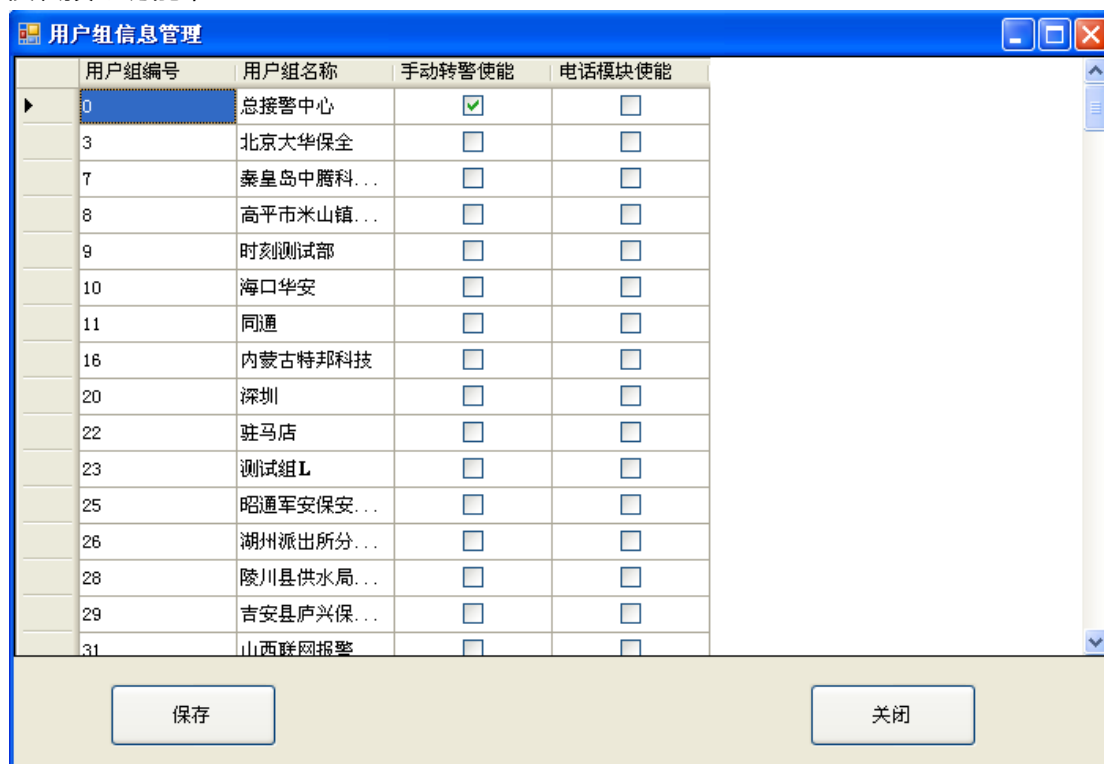 用户组信息管理
用户组编号 用户组名称 手动转警使能 电话模块使能
0 总接警中心
3 北京大华保全
7 秦皇岛中腾科...
8 高平市米山镇...
9 时刻测试部
10 海口华安
11 同通
16 内蒙古特邦科技
20 深圳
22 驻马店
23 测试组L
25 昭通军安保安...
26 湖州派出所分...
28 陵川县供水局...
29 吉安县庐兴保...
31 山西联网报警
保存 关闭